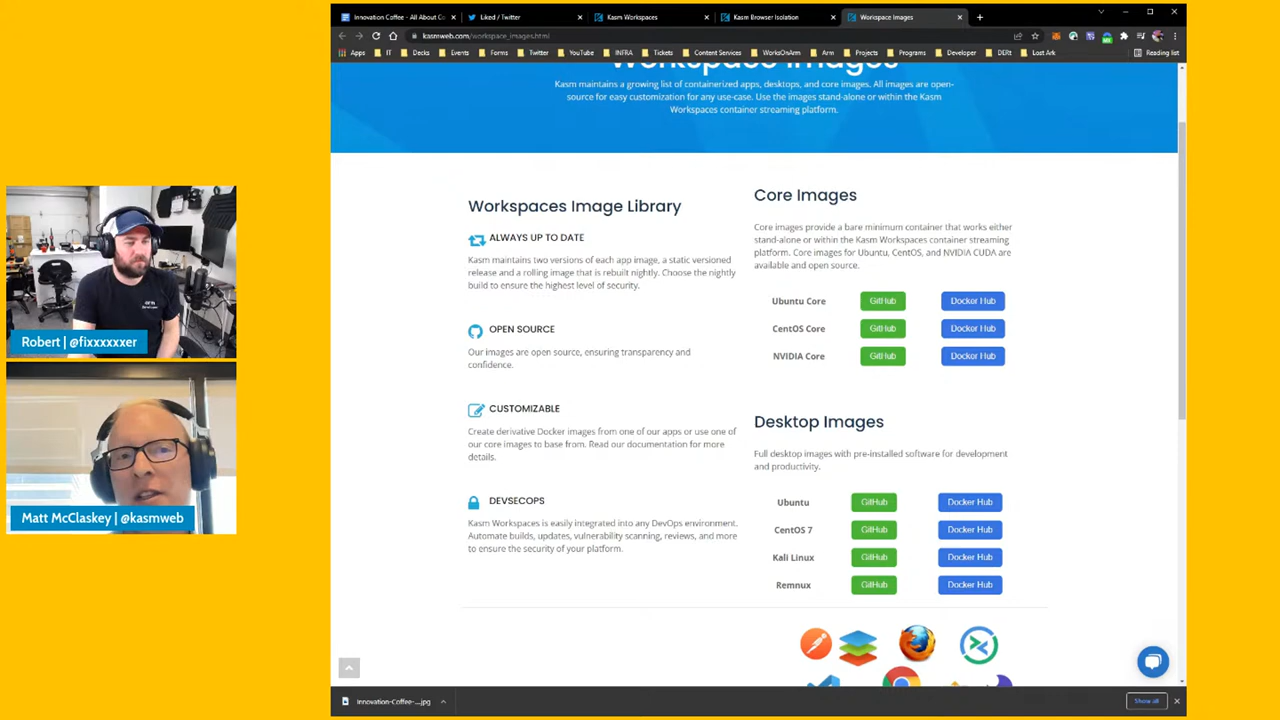 Innovation Coffee - All About Co
Liked / Twitter
Kasm Workspaces
Kasm Browser Isolation
Workspace Images
kasmweb.com/workspace_images.html
Apps
IT
Decks
Events
Forms
Twitter
YouTube
INFRA
Tickets
Content Services
WorksOnArm
Arm
Projects
Programs
Developer
DERt
Lost Ark
Reading list
Workspace Images
Kasm maintains a growing list of containerized apps, desktops, and core images. All images are open-
source for easy customization for any use-case. Use the images stand-alone or within the Kasm
Workspaces container streaming platform.
Workspaces Image Library
ALWAYS UP TO DATE
Kasm maintains two versions of each app image, a static versioned
release and a rolling image that is rebuilt nightly. Choose the nightly
build to ensure the highest level of security.
OPEN SOURCE
Our images are open source, ensuring transparency and
confidence.
CUSTOMIZABLE
Create derivative Docker images from one of our apps or use one of
our core images to base from. Read our documentation for more
details.
DEVSECOPS
Kasm Workspaces is easily integrated into any DevOps environment.
Automate builds, updates, vulnerability scanning, reviews, and more
to ensure the security of your platform.
Core Images
Core images provide a bare minimum container that works either
stand-alone or within the Kasm Workspaces container streaming
platform. Core images for Ubuntu, CentOS, and NVIDIA CUDA are
available and open source.
Ubuntu Core GitHub Docker Hub
CentOS Core GitHub Docker Hub
NVIDIA Core GitHub Docker Hub
Desktop Images
Full desktop images with pre-installed software for development
and productivity.
Ubuntu GitHub Docker Hub
CentOS 7 GitHub Docker Hub
Kali Linux GitHub Docker Hub
Remnux GitHub Docker Hub
Innovation-Coffee-....jpg
Show all
arm
Robert | @fixxxxxxer
Matt McClaskey | @kasmweb